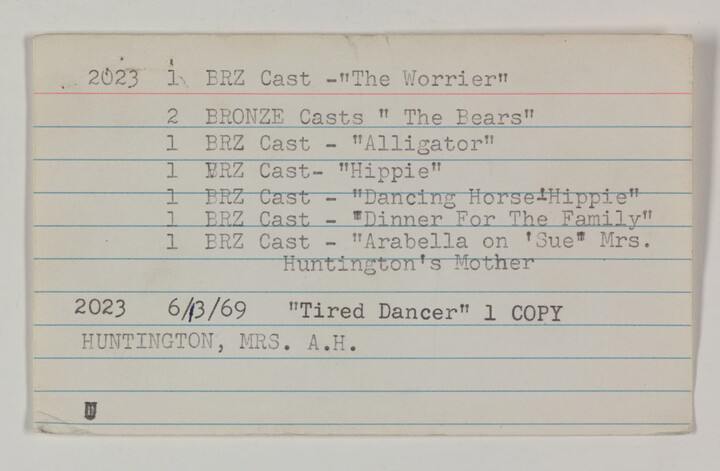 2023 1 BRZ Cast -"The Worrier"
2 BRONZE Casts " The Bears"
1 BRZ Cast - "Alligator"
1 BRZ Cast- "Hippie"
1 BRZ Cast - "Dancing Horse-Hippie"
1 BRZ Cast - "Dinner For The Family"
1 BRZ Cast - "Arabella on 'Sue" Mrs.
Huntington's Mother
2023 6/13/69 "Tired Dancer" 1 COPY
HUNTINGTON, MRS. A.H.